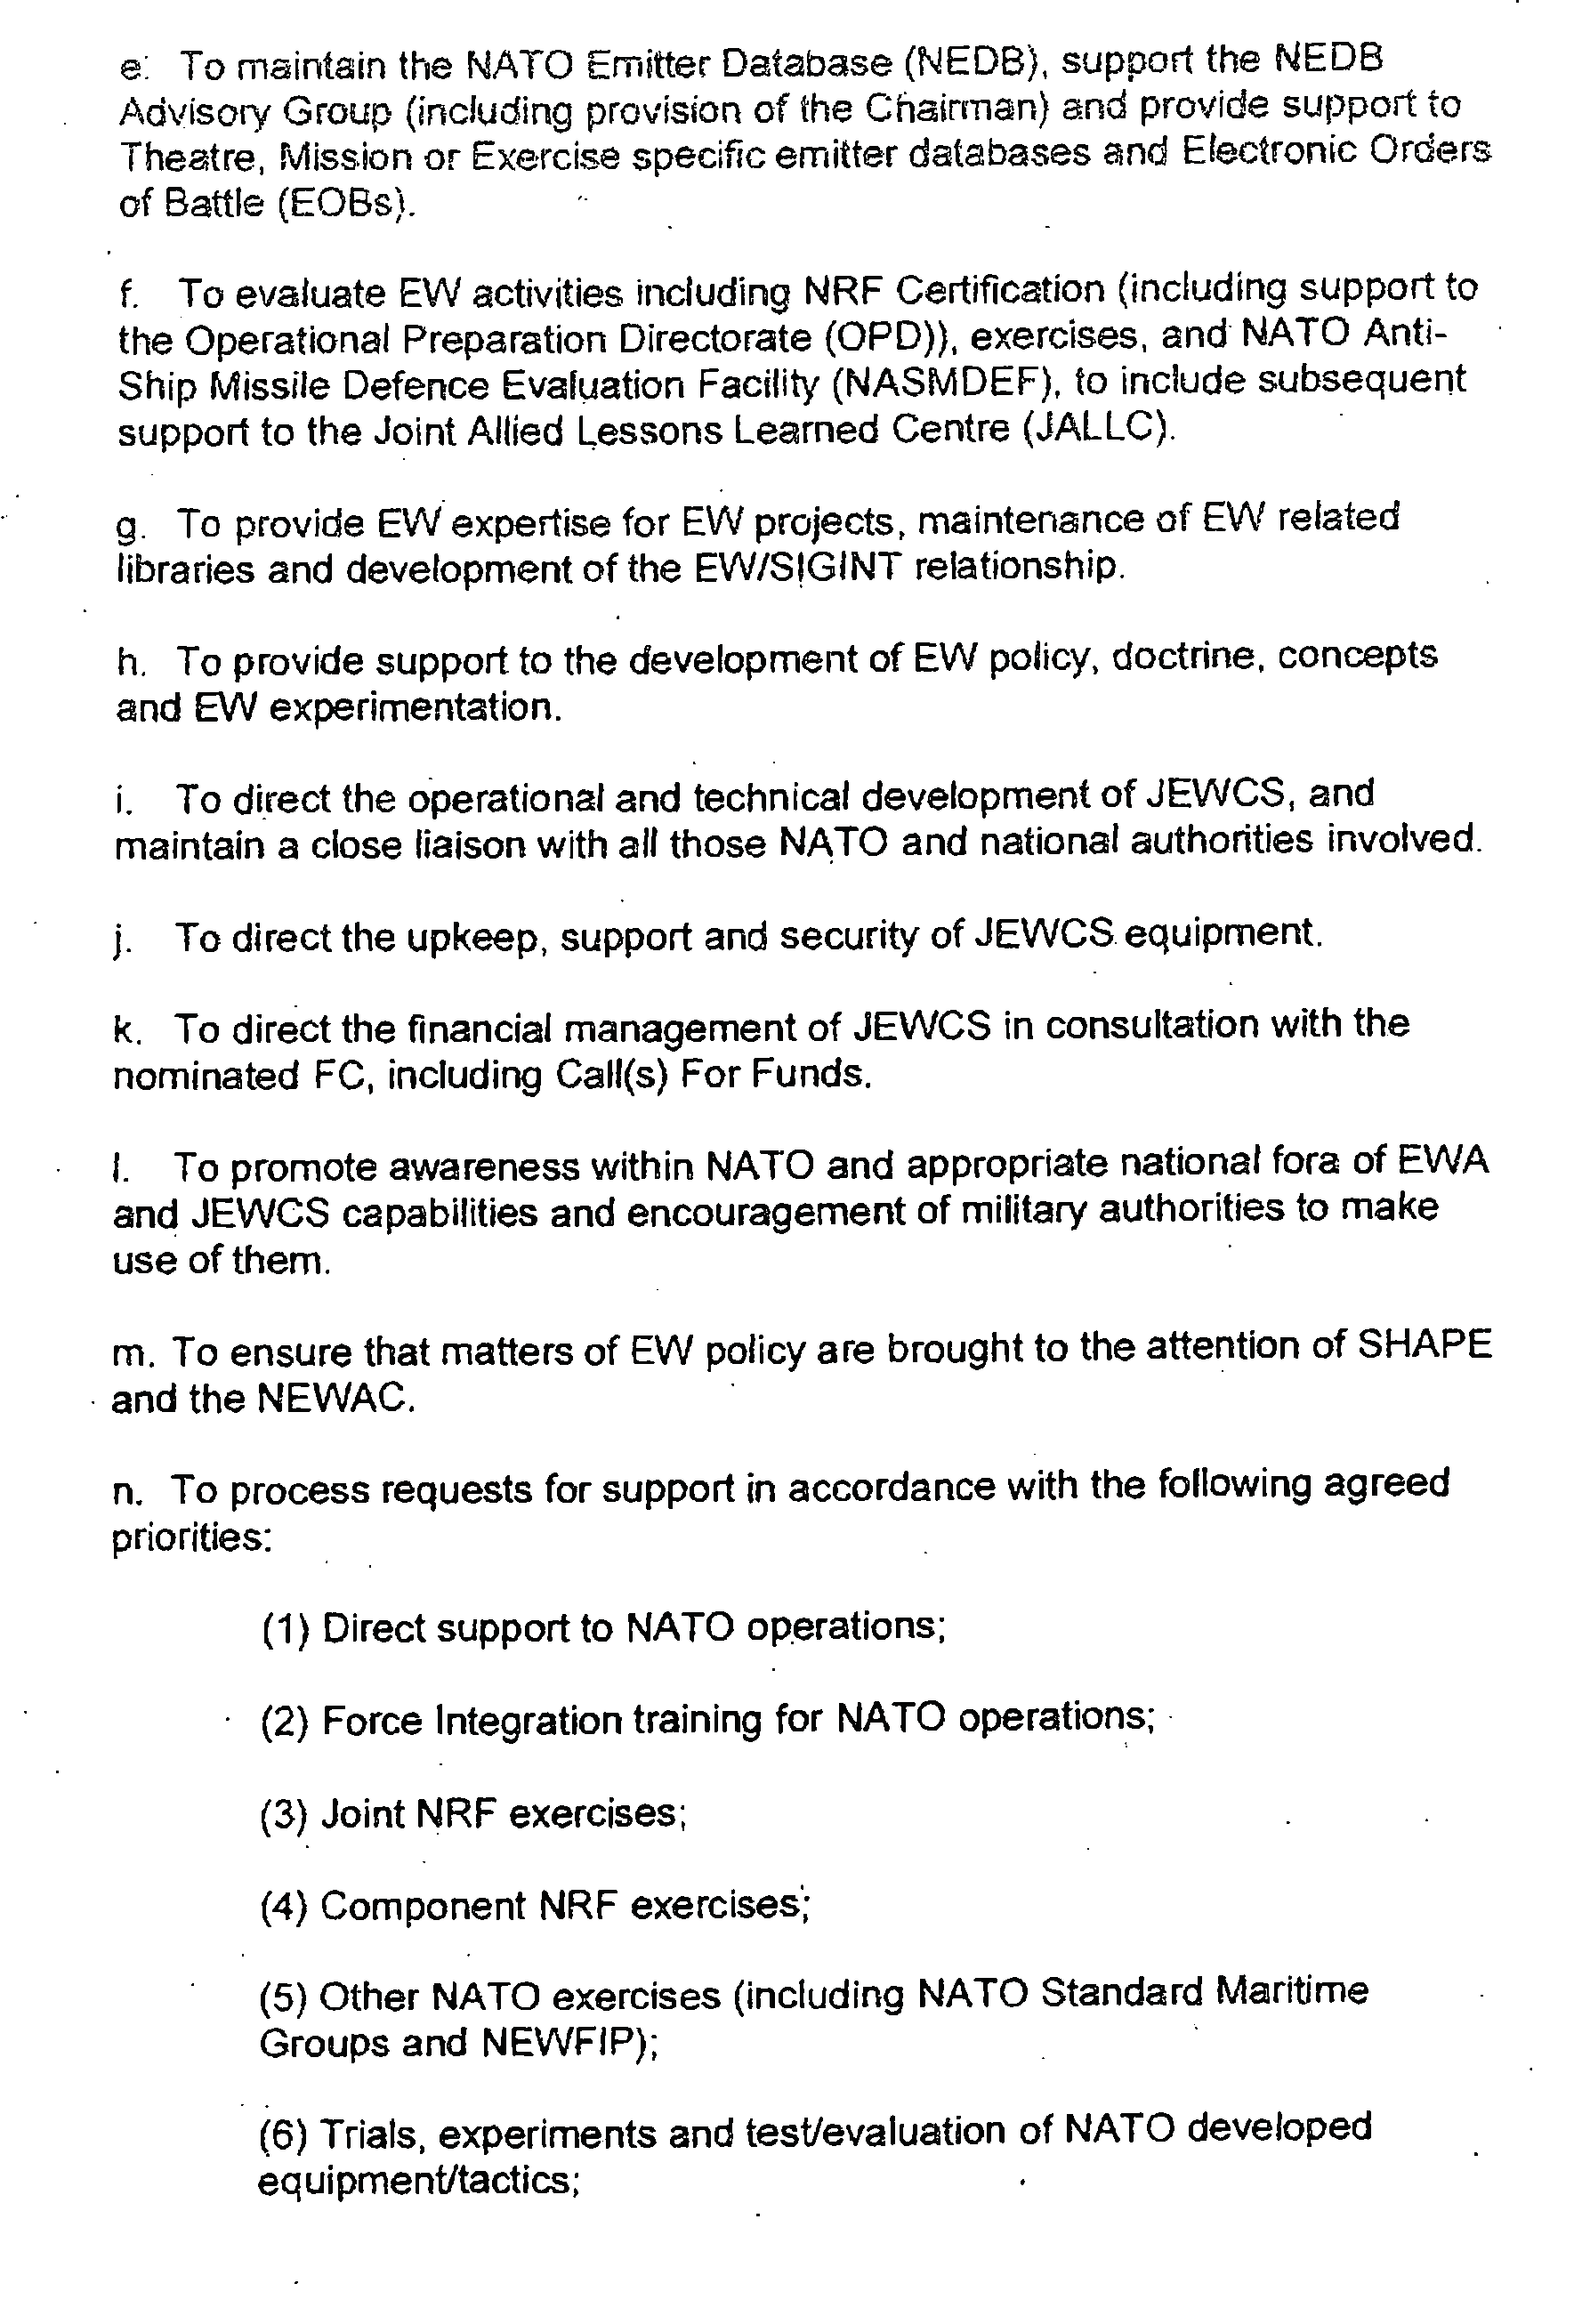 e. To maintain the NATO Emitter Database (NEDB), support the NEDB
Advisory Group (including provision of the Chairman) and provide support to
Theatre, Mission or Exercise specific emitter databases and Electronic Orders
of Battle (EOBs).
f. To evaluate EW activities including NRF Certification (including support to
the Operational Preparation Directorate (OPD)), exercises, and NATO Anti-
Ship Missile Defence Evaluation Facility (NASMDEF), to include subsequent
support to the Joint Allied Lessons Learned Centre (JALLC).
g. To provide EW expertise for EW projects, maintenance of EW related
libraries and development of the EW/SIGINT relationship.
h. To provide support to the development of EW policy, doctrine, concepts
and EW experimentation.
i. To direct the operational and technical development of JEWCS, and
maintain a close liaison with all those NATO and national authorities involved.
j. To direct the upkeep, support and security of JEWCS equipment.
k. To direct the financial management of JEWCS in consultation with the
nominated FC, including Call(s) For Funds.
l. To promote awareness within NATO and appropriate national fora of EWA
and JEWCS capabilities and encouragement of military authorities to make
use of them.
m. To ensure that matters of EW policy are brought to the attention of SHAPE
and the NEWAC.
n. To process requests for support in accordance with the following agreed
priorities:
(1) Direct support to NATO operations;
(2) Force Integration training for NATO operations;
(3) Joint NRF exercises;
(4) Component NRF exercises;
(5) Other NATO exercises (including NATO Standard Maritime
Groups and NEWFIP);
(6) Trials, experiments and test/evaluation of NATO developed
equipment/tactics;